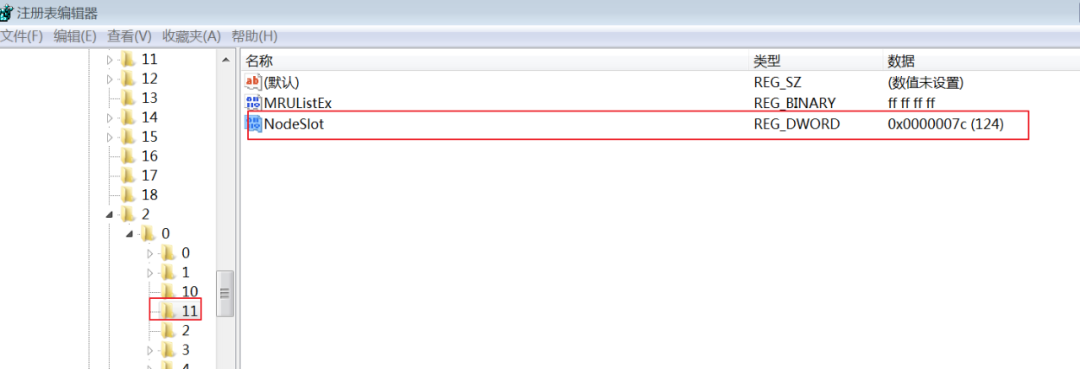 注册表编辑器
文件(F) 编辑(E) 查看(V) 收藏夹(A) 帮助(H)
11
12
13
14
15
16
17
18
2
0
0
1
10
11
2
3
4
名称 类型 数据
(默认) REG_SZ (数值未设置)
MRUListEx REG_BINARY ff ff ff ff
NodeSlot REG_DWORD 0x0000007c (124)